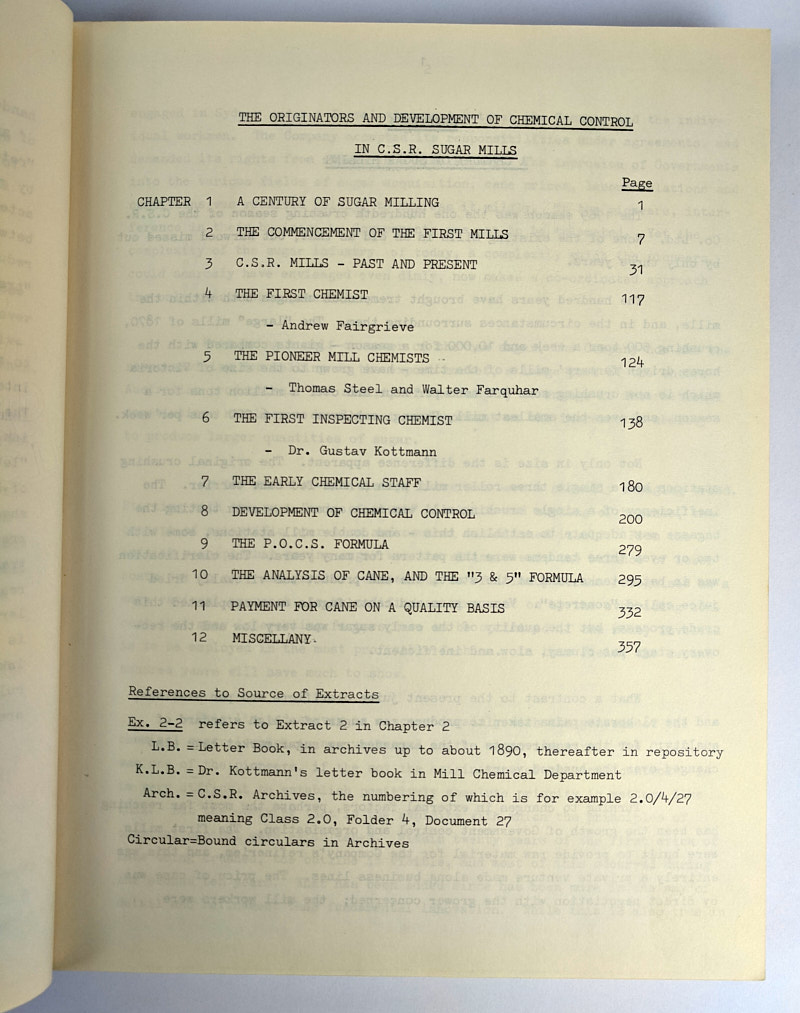 THE ORIGINATORS AND DEVELOPMENT OF CHEMICAL CONTROL
IN C.S.R. SUGAR MILLS
Page
CHAPTER 1 A CENTURY OF SUGAR MILLING 1
2 THE COMMENCEMENT OF THE FIRST MILLS 7
3 C.S.R. MILLS - PAST AND PRESENT 31
4 THE FIRST CHEMIST 117
- Andrew Fairgrieve
5 THE PIONEER MILL CHEMISTS 124
- Thomas Steel and Walter Farquhar
6 THE FIRST INSPECTING CHEMIST 138
- Dr. Gustav Kottmann
7 THE EARLY CHEMICAL STAFF 180
8 DEVELOPMENT OF CHEMICAL CONTROL 200
9 THE P.O.C.S. FORMULA 279
10 THE ANALYSIS OF CANE, AND THE "3 & 5" FORMULA 295
11 PAYMENT FOR CANE ON A QUALITY BASIS 332
12 MISCELLANY. 357
References to Source of Extracts
Ex. 2-2 refers to Extract 2 in Chapter 2
L.B. = Letter Book, in archives up to about 1890, thereafter in repository
K.L.B. = Dr. Kottmann's letter book in Mill Chemical Department
Arch. = C.S.R. Archives, the numbering of which is for example 2.0/4/27
meaning Class 2.0, Folder 4, Document 27
Circular=Bound circulars in Archives